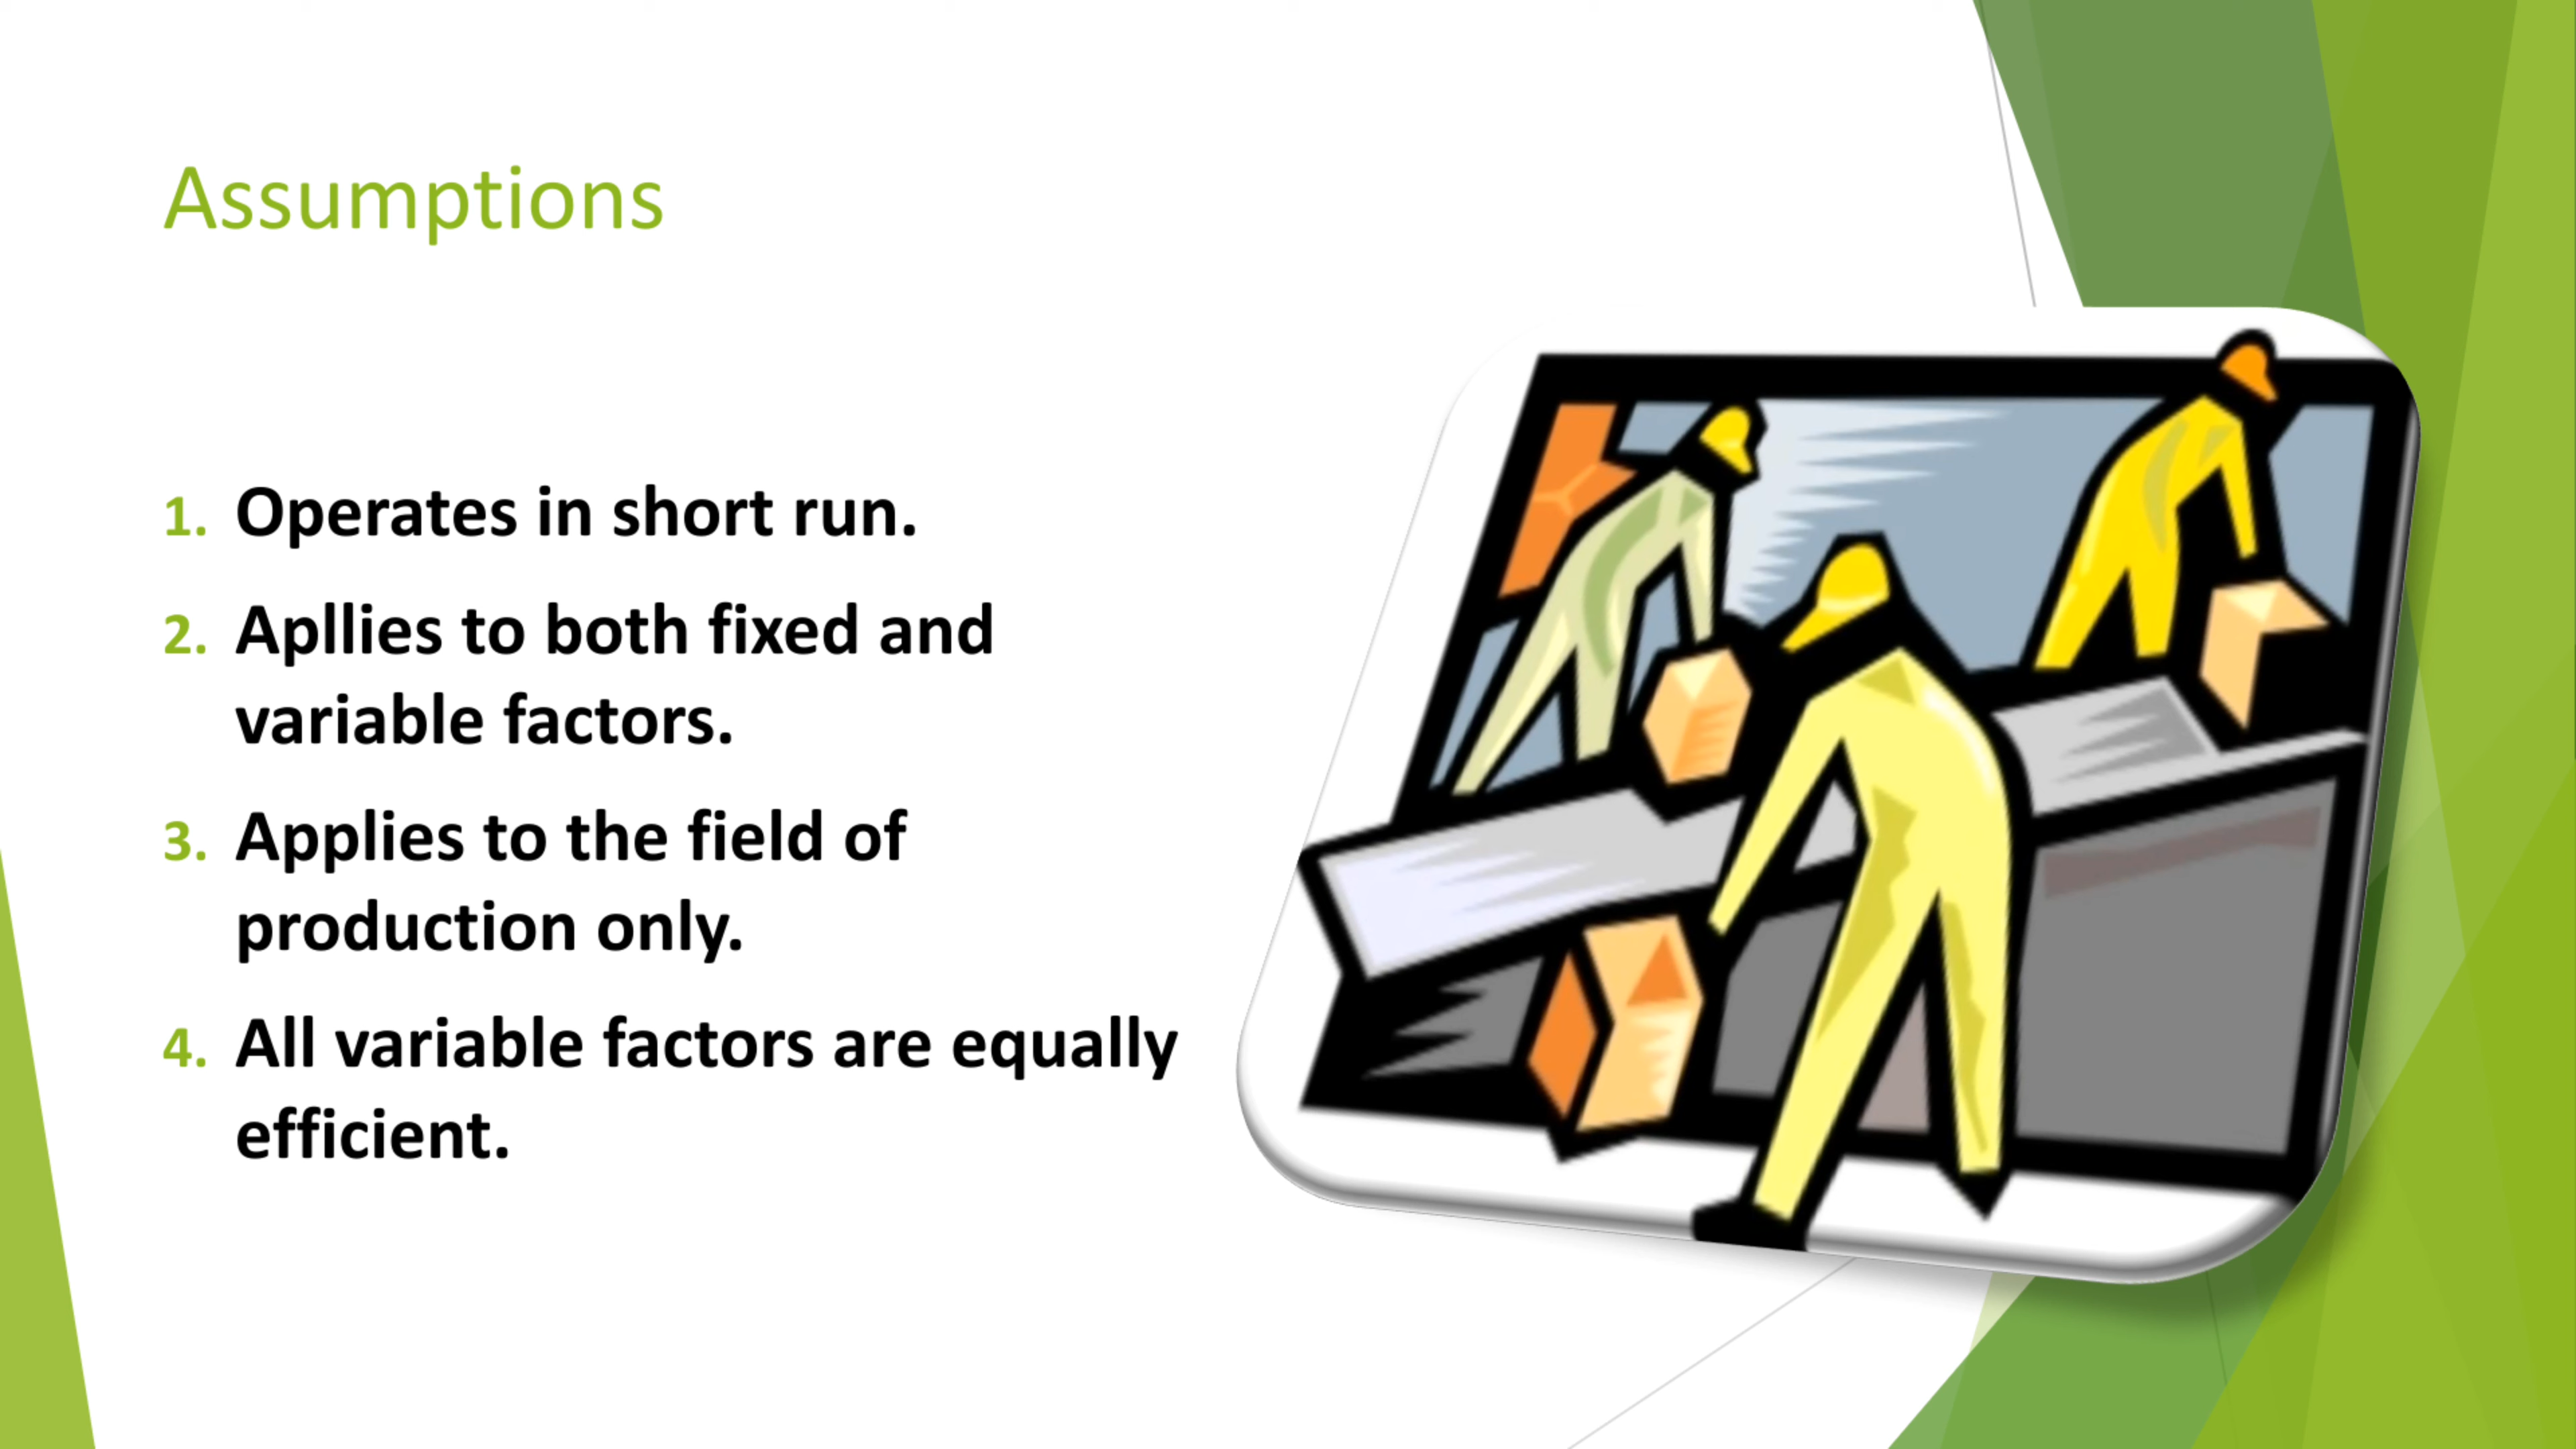 Assumptions
1. Operates in short run.
2. Apllies to both fixed and
variable factors.
3. Applies to the field of
production only.
4. All variable factors are equally
efficient.